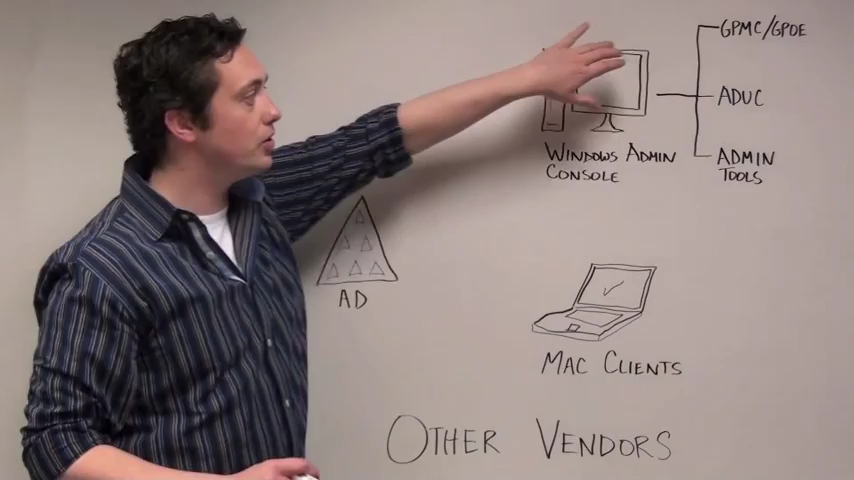 GPMC/GPOE
ADUC
WINDOWS ADMIN
CONSOLE
ADMIN
TOOLS
AD
MAC CLIENTS
OTHER VENDORS